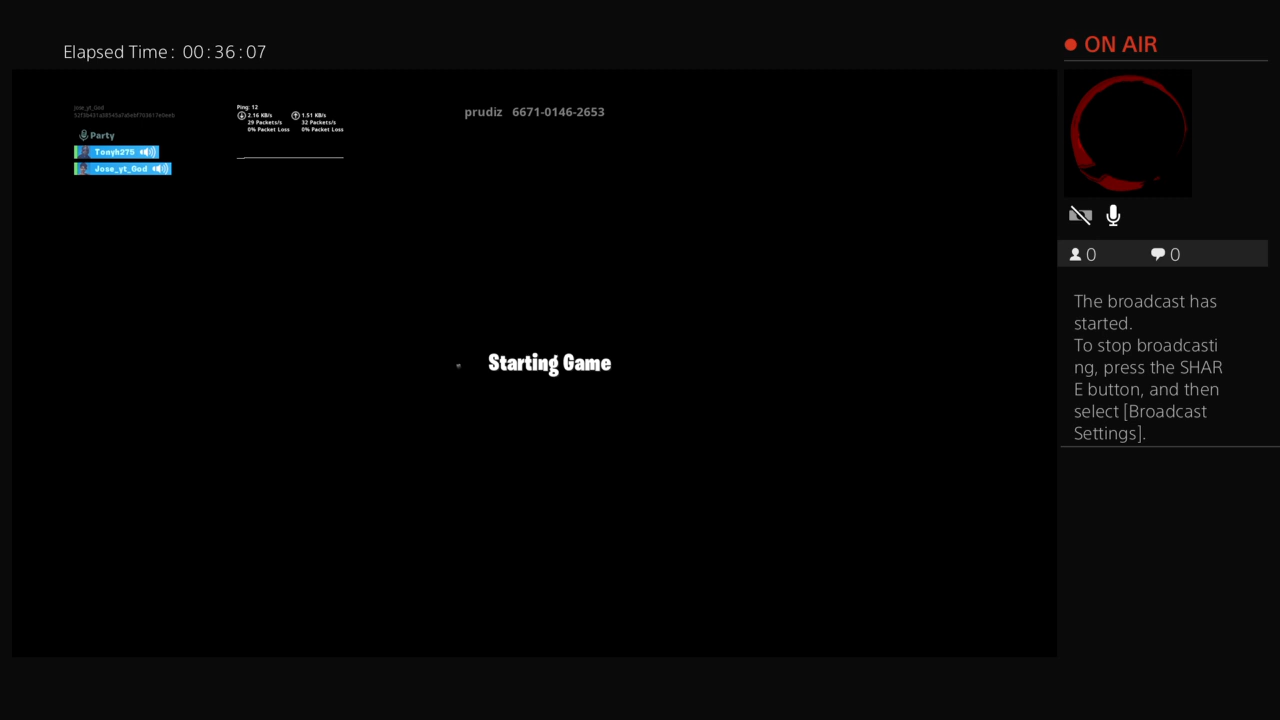 Elapsed Time: 00:36:07
ON AIR
Jose_yt_God
Party
Tonyh275
Jose_yt_God
Ping: 12
2.16 KB/s 1.51 KB/s
29 Packets/s 32 Packets/s
0% Packet Loss 0% Packet Loss
prudiz 6671-0146-2653
Starting Game
0 0
The broadcast has
started.
To stop broadcasti
ng, press the SHAR
E button, and then
select [Broadcast
Settings].